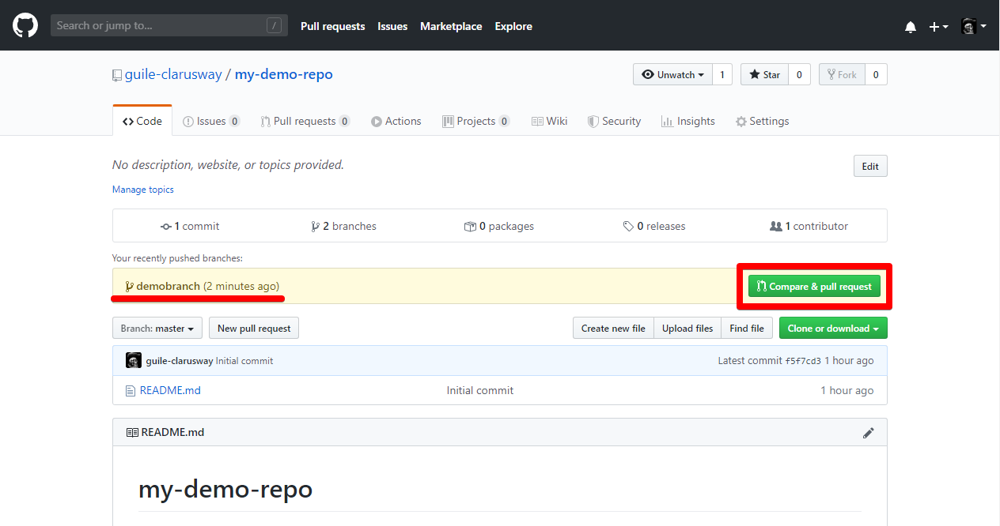 Search or jump to... / Pull requests Issues Marketplace Explore
guile-clarusway / my-demo-repo Unwatch 1 Star 0 Fork 0
Code Issues 0 Pull requests 0 Actions Projects 0 Wiki Security Insights Settings
No description, website, or topics provided. Edit
Manage topics
1 commit 2 branches 0 packages 0 releases 1 contributor
Your recently pushed branches:
demobranch (2 minutes ago) Compare & pull request
Branch: master New pull request Create new file Upload files Find file Clone or download
guile-clarusway Initial commit Latest commit f5f7cd3 1 hour ago
README.md Initial commit 1 hour ago
README.md
my-demo-repo